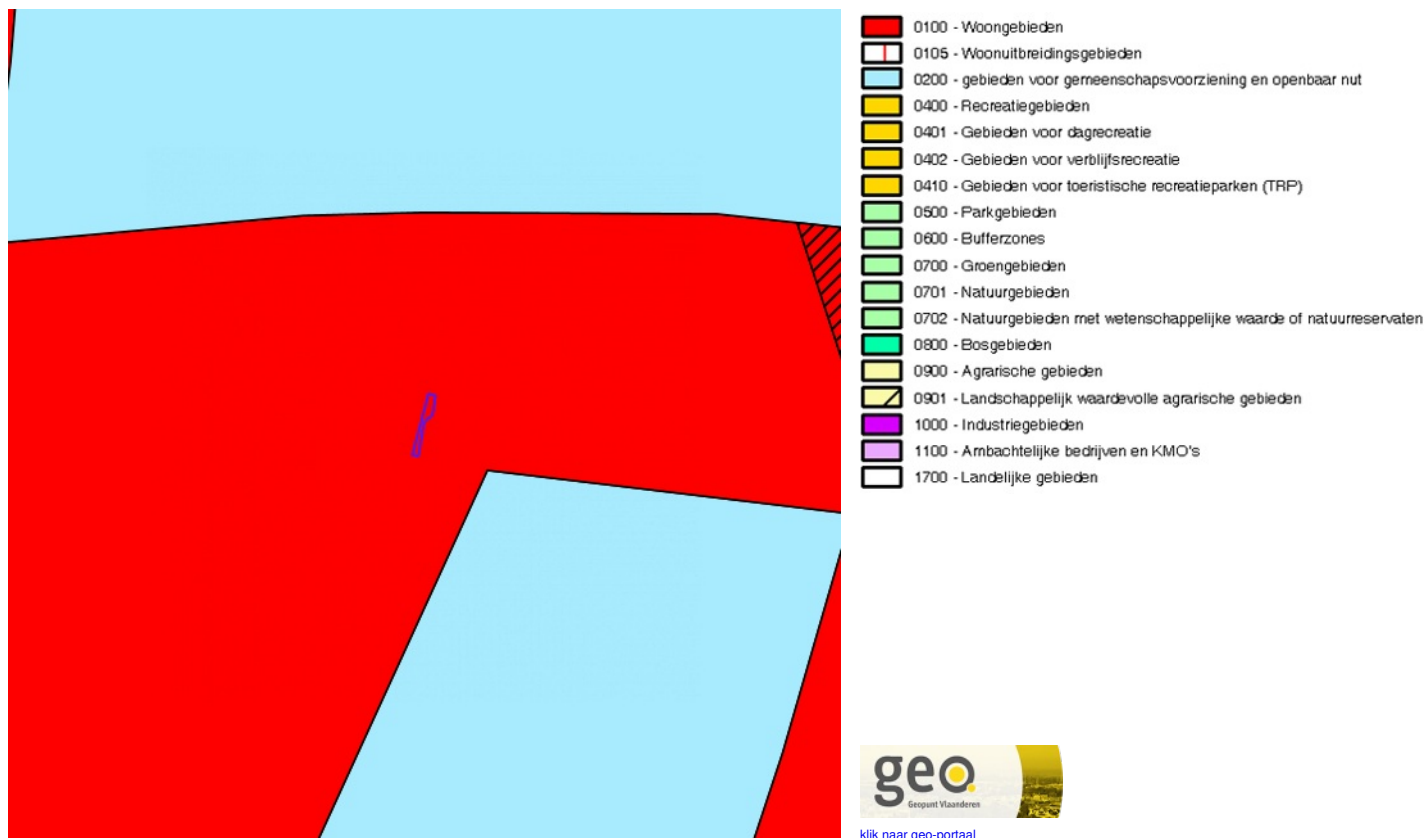 0100 - Woongebieden
0105 - Woonuitbreidingsgebieden
0200 - gebieden voor gemeenschapsvoorziening en openbaar nut
0400 - Recreatiegebieden
0401 - Gebieden voor dagrecreatie
0402 - Gebieden voor verblijfsrecreatie
0410 - Gebieden voor toeristische recreatieparken (TRP)
0500 - Parkgebieden
0600 - Bufferzones
0700 - Groengebieden
0701 - Natuurgebieden
0702 - Natuurgebieden met wetenschappelijke waarde of natuurreservaten
0800 - Bosgebieden
0900 - Agrarische gebieden
0901 - Landschappelijk waardevolle agrarische gebieden
1000 - Industriegebieden
1100 - Ambachtelijke bedrijven en KMO's
1700 - Landelijke gebieden
geo
Geopunt Vlaanderen
klik naar geo-portaal